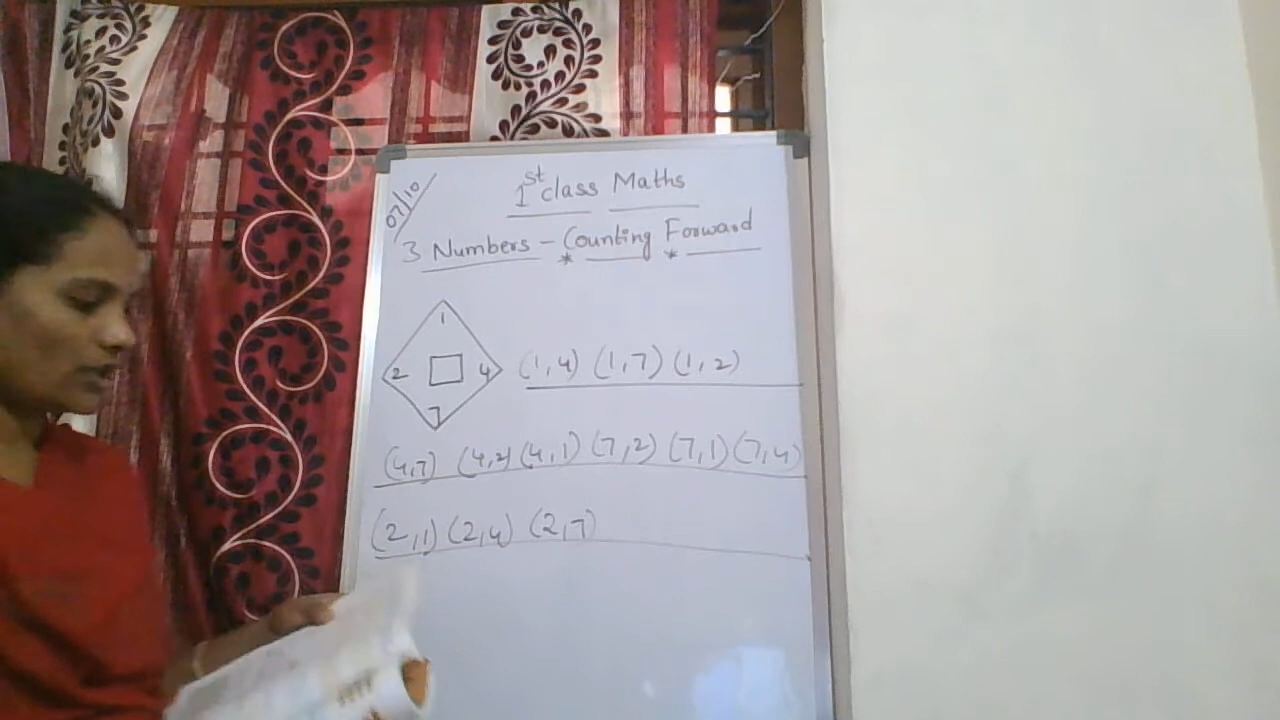 07/10
1st class Maths
3 Numbers - Counting Forward
* *
1
2 4
7
(1,4) (1,7) (1,2)
(4,7) (4,2) (4,1) (7,2) (7,1) (7,4)
(2,1) (2,4) (2,7)